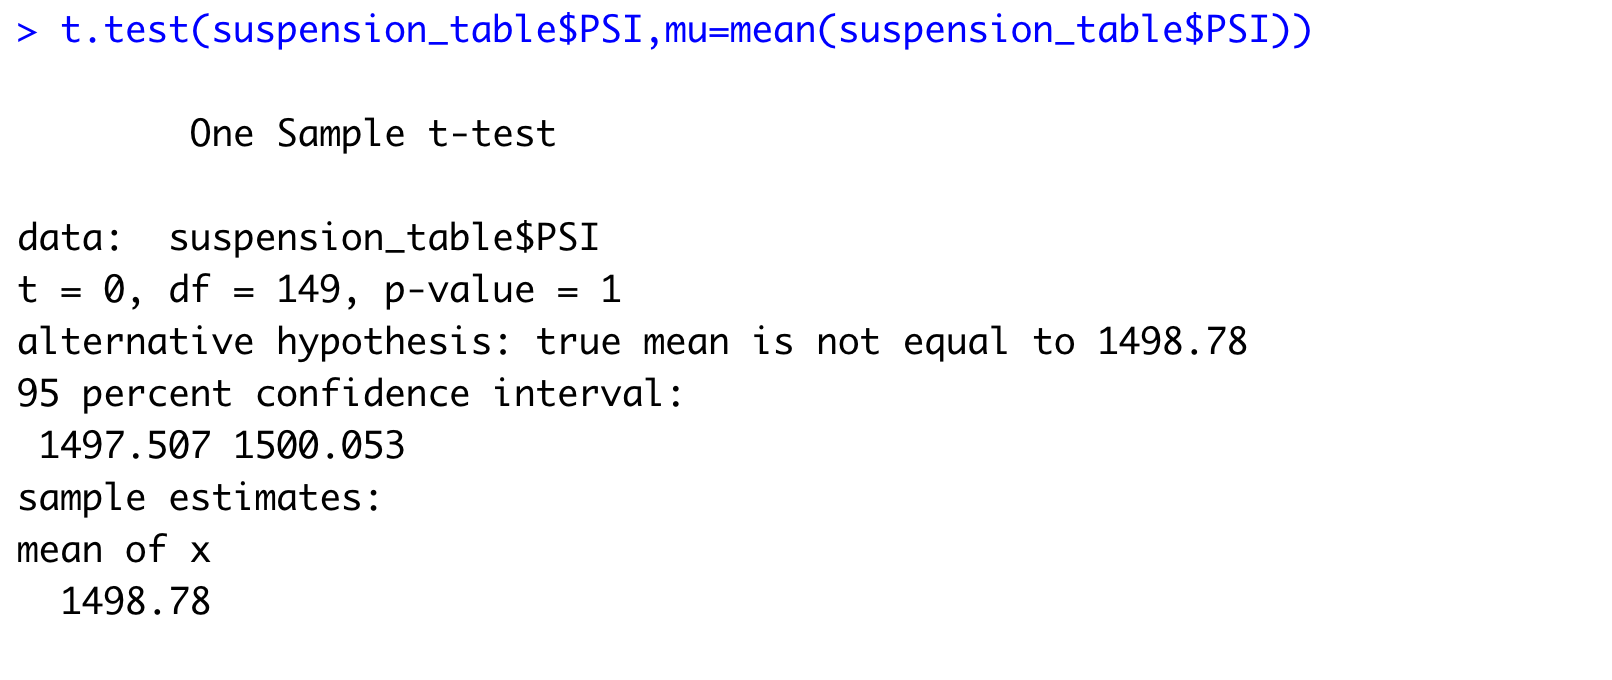 > t.test(suspension_table$PSI,mu=mean(suspension_table$PSI))
One Sample t-test
data:  suspension_table$PSI
t = 0, df = 149, p-value = 1
alternative hypothesis: true mean is not equal to 1498.78
95 percent confidence interval:
1497.507 1500.053
sample estimates:
mean of x
1498.78